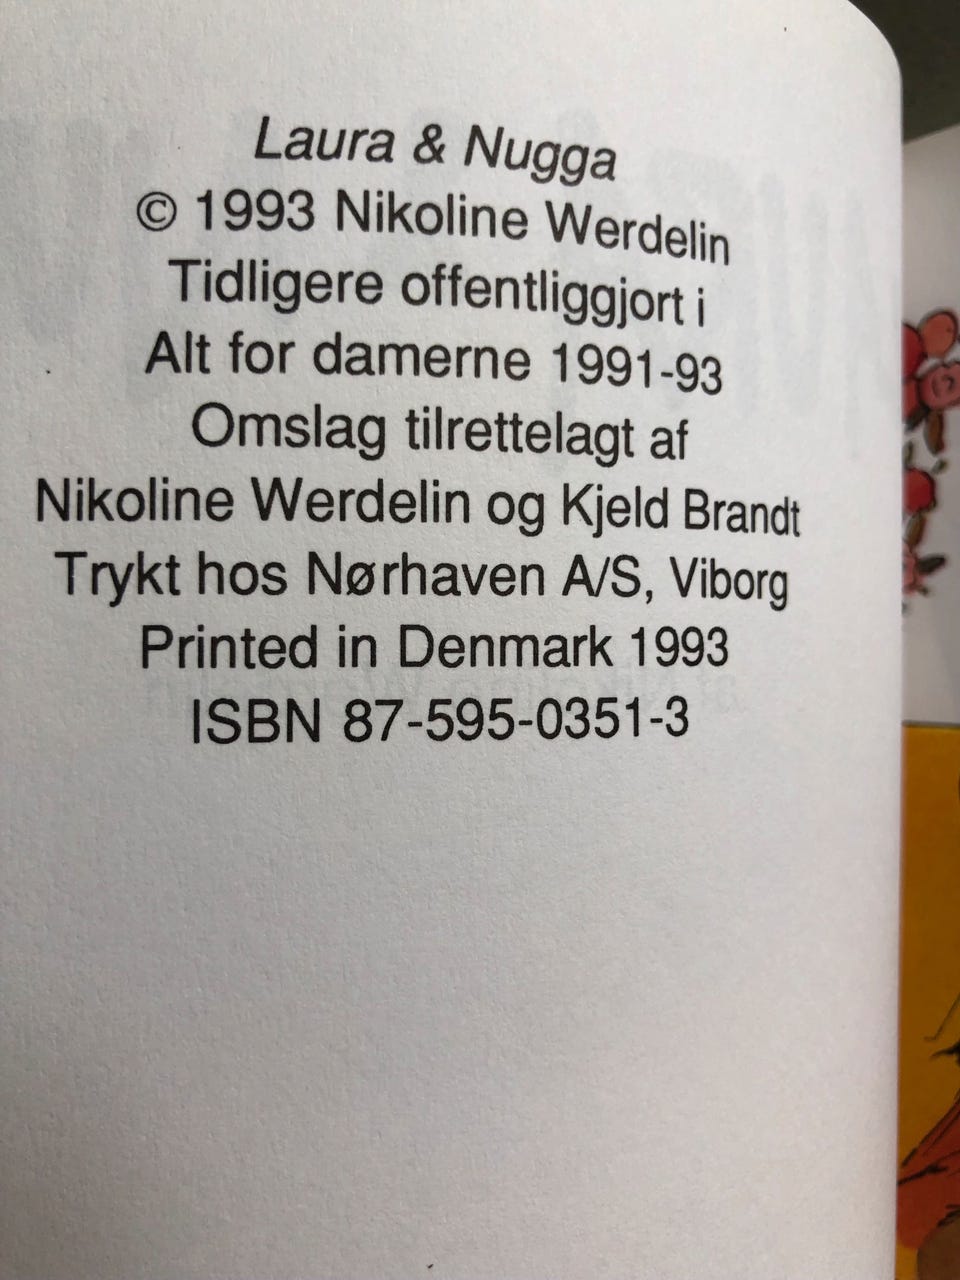 Laura & Nugga
© 1993 Nikoline Werdelin
Tidligere offentliggjort i
Alt for damerne 1991-93
Omslag tilrettelagt af
Nikoline Werdelin og Kjeld Brandt
Trykt hos Nørhaven A/S, Viborg
Printed in Denmark 1993
ISBN 87-595-0351-3